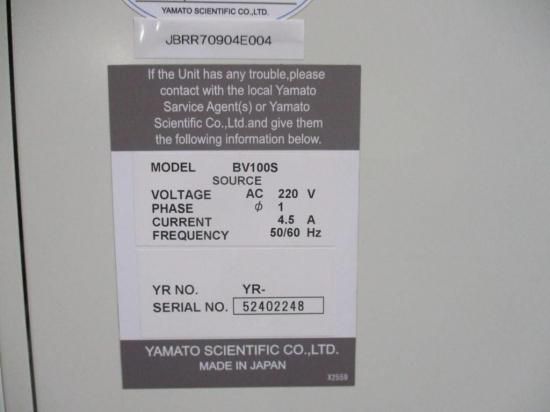 YAMATO SCIENTIFIC CO.,LTD.
JBRR70904E004
If the Unit has any trouble,please
contact with the local Yamato
Sarvice Agent(s) or Yamato
Scientific Co.,Ltd.and give them
the following information below.
MODEL BV100S
SOURCE
VOLTAGE AC 220 V
PHASE ϕ 1
CURRENT 4.5 A
FREQUENCY 50/60 Hz
YR NO. YR-
SERIAL NO. 52402248
YAMATO SCIENTIFIC CO.,LTD.
MADE IN JAPAN
X2559